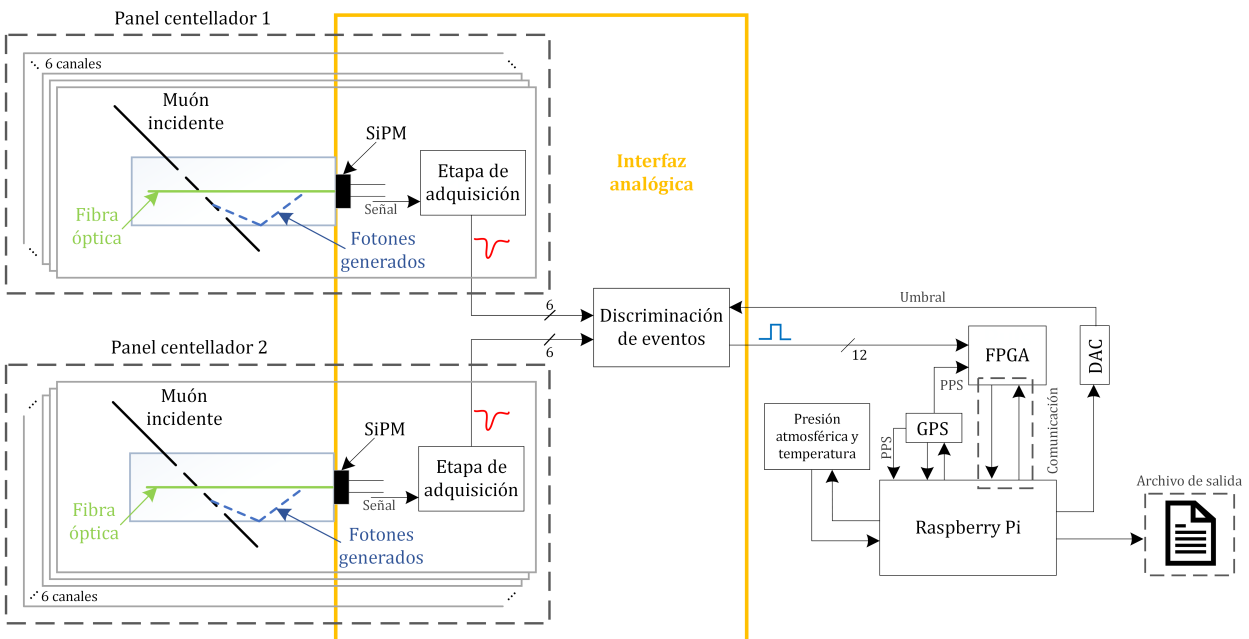 Panel centellador 1
6 canales
Muón
incidente
SiPM
Etapa de
adquisición
Señal
Fibra
óptica
Fotones
generados
Interfaz
analógica
6
Discriminación
de eventos
6
Umbral
12
FPGA
DAC
PPS
GPS
PPS
Comunicación
Presión
atmosférica y
temperatura
Raspberry Pi
Archivo de salida
Panel centellador 2
Muón
incidente
SiPM
Etapa de
adquisición
Señal
Fibra
óptica
Fotones
generados
6 canales